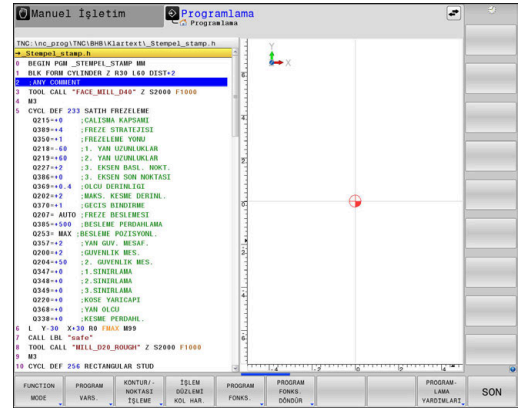 Manuel İşletim
Programlama
Programlama
TNC:\nc_prog\TNC\BHB\Klartext\_Stempel_stamp.h
→_Stempel_stamp.h
0 BEGIN PGM _STEMPEL_STAMP MM
1 BLK FORM CYLINDER Z R30 L60 DIST+2
2 ;ANY COMMENT
3 TOOL CALL "FACE_MILL_D40" Z S2000 F1000
4 M3
5 CYCL DEF 233 SATIH FREZELEME
Q215=+0 ;CALISMA KAPSAMI
Q389=+4 ;FREZE STRATEJISI
Q350=+1 ;FREZELEME YONU
Q218=-60 ;1. YAN UZUNLUKLAR
Q219=+60 ;2. YAN UZUNLUKLAR
Q227=+2 ;3. EKSEN BASL. NOKT.
Q386=+0 ;3. EKSEN SON NOKTASI
Q369=+0.4 ;OLCU DERINLIGI
Q202=+2 ;MAKS. KESME DERINL.
Q370=+1 ;GECIS BINDIRME
Q207= AUTO ;FREZE BESLEMESI
Q385=+500 ;BESLEME PERDAHLAMA
Q253= MAX ;BESLEME POZISYONL.
Q357=+2 ;YAN GUV. MESAF.
Q200=+2 ;GUVENLIK MES.
Q204=+50 ;2. GUVENLIK MES.
Q347=+0 ;1.SINIRLAMA
Q348=+0 ;2.SINIRLAMA
Q349=+0 ;3.SINIRLAMA
Q220=+0 ;KOSE YARICAPI
Q368=+0 ;YAN OLCU
Q338=+0 ;KESME PERDAHL.
6 L Y-30 X+30 R0 FMAX M99
7 CALL LBL "safe"
8 TOOL CALL "MILL_D20_ROUGH" Z S2000 F1000
9 M3
10 CYCL DEF 256 RECTANGULAR STUD
Y
X
FUNCTION
MODE
PROGRAM
VARS.
KONTUR/-
NOKTASI
İŞLEME
İŞLEM
DÜZLEMİ
KOL HAR.
PROGRAM
FONKS.
PROGRAM
FONKS.
DÖNDÜR
PROGRAM-
LAMA
YARDIMLARI
SON